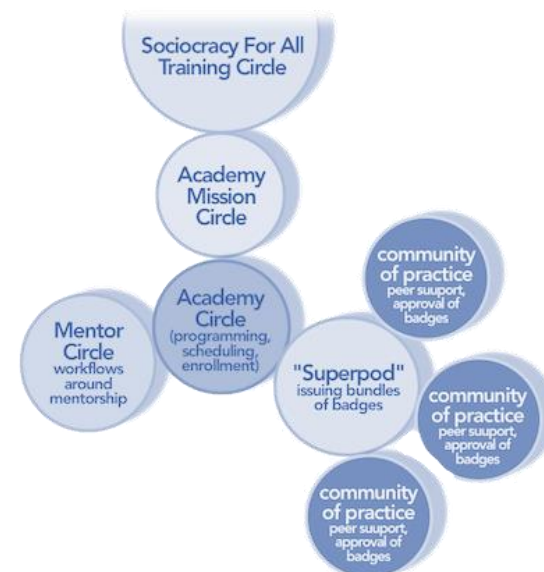 Sociocracy For All
Training Circle
Academy
Mission
Circle
Academy
Circle
(programming,
scheduling,
enrollment)
Mentor
Circle
workflows
around
mentorship
"Superpod"
issuing bundles
of badges
community
of practice
peer suuport,
approval of
badges
community
of practice
peer suuport,
approval of
badges
community
of practice
peer suuport,
approval of
badges